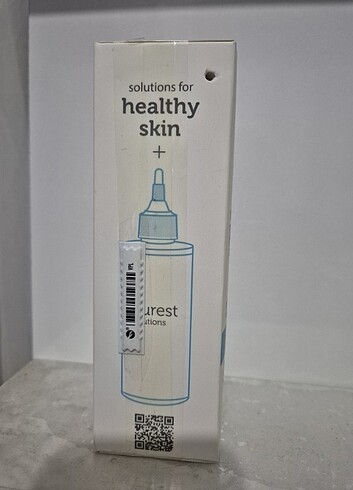 solutions for
healthy
skin
+
urest
utions